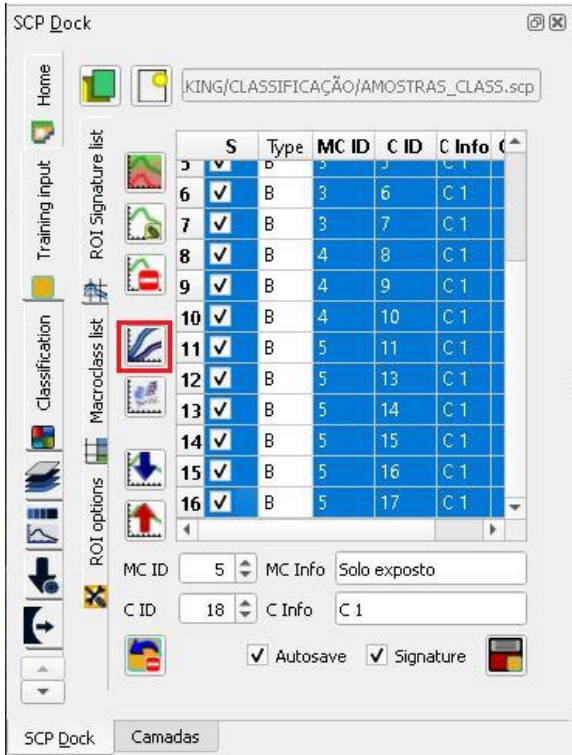 SCP Dock
Home
Training input
Classification
ROI Signature list
Macroclass list
ROI options
KING/CLASSIFICAÇÃO/AMOSTRAS_CLASS.scp
S Type MC ID C ID C Info
5 B 3 5 C 1
6 B 3 6 C 1
7 B 3 7 C 1
8 B 4 8 C 1
9 B 4 9 C 1
10 B 4 10 C 1
11 B 5 11 C 1
12 B 5 13 C 1
13 B 5 14 C 1
14 B 5 15 C 1
15 B 5 16 C 1
16 B 5 17 C 1
MC ID 5 MC Info Solo exposto
C ID 18 C Info C 1
Autosave Signature
SCP Dock Camadas